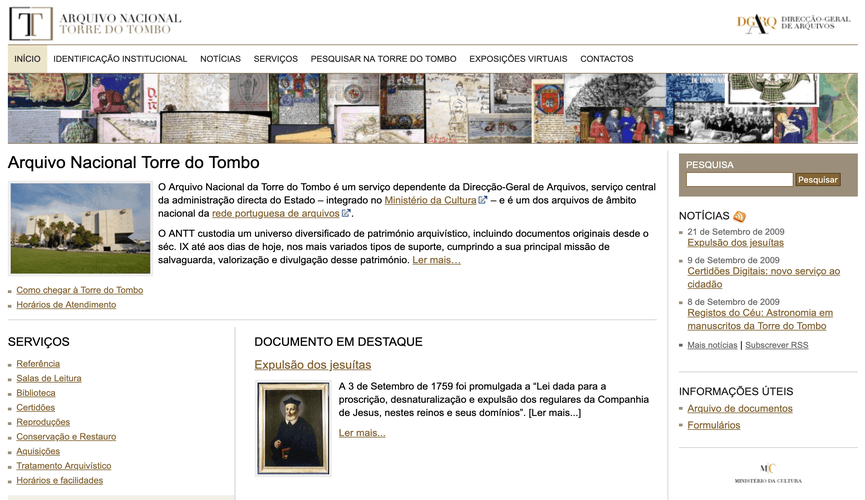 ARQUIVO NACIONAL
TORRE DO TOMBO
DGARQ
DIRECÇÃO-GERAL
DE ARQUIVOS
INÍCIO IDENTIFICAÇÃO INSTITUCIONAL NOTÍCIAS SERVIÇOS PESQUISAR NA TORRE DO TOMBO EXPOSIÇÕES VIRTUAIS CONTACTOS
Arquivo Nacional Torre do Tombo
O Arquivo Nacional da Torre do Tombo é um serviço dependente da Direcção-Geral de Arquivos, serviço central
da administração directa do Estado – integrado no Ministério da Cultura – e é um dos arquivos de âmbito
nacional da rede portuguesa de arquivos.
O ANTT custodia um universo diversificado de património arquivístico, incluindo documentos originais desde o
séc. IX até aos dias de hoje, nos mais variados tipos de suporte, cumprindo a sua principal missão de
salvaguarda, valorização e divulgação desse património. Ler mais…
Como chegar à Torre do Tombo
Horários de Atendimento
SERVIÇOS
Referência
Salas de Leitura
Biblioteca
Certidões
Reproduções
Conservação e Restauro
Aquisições
Tratamento Arquivístico
Horários e facilidades
DOCUMENTO EM DESTAQUE
Expulsão dos jesuítas
A 3 de Setembro de 1759 foi promulgada a “Lei dada para a
proscrição, desnaturalização e expulsão dos regulares da Companhia
de Jesus, nestes reinos e seus domínios”. [Ler mais...]
Ler mais...
PESQUISA
Pesquisar
NOTÍCIAS
21 de Setembro de 2009
Expulsão dos jesuítas
9 de Setembro de 2009
Certidões Digitais: novo serviço ao
cidadão
8 de Setembro de 2009
Registos do Céu: Astronomia em
manuscritos da Torre do Tombo
Mais notícias | Subscrever RSS
INFORMAÇÕES ÚTEIS
Arquivo de documentos
Formulários
MC
MINISTÉRIO DA CULTURA